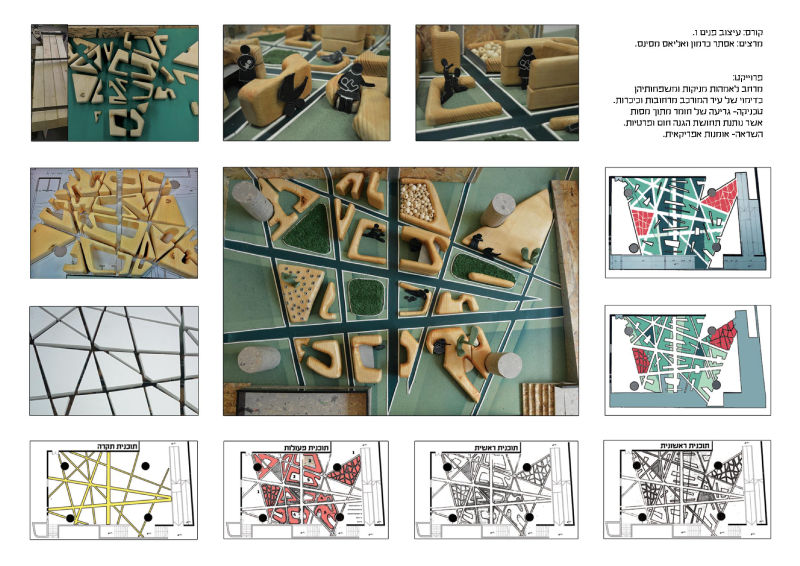 קורס: עיצוב פנים 1.
מרצים: אסתר כדמון ואליאס מסינס.
פרוייקט:
מרחב לאמהות מניקות ומשפחותיהן
כדימוי של עיר המורכב מרחובות וכיכרות.
טכניקה- גריעה של חומר מתוך מסות
אשר נותנת תחושת הגנה חום ופרטיות.
השראה- אומנות אפריקאית.
תוכנית תקרה
תוכנית פעולות
תוכנית ראשית
תוכנית ראשונית